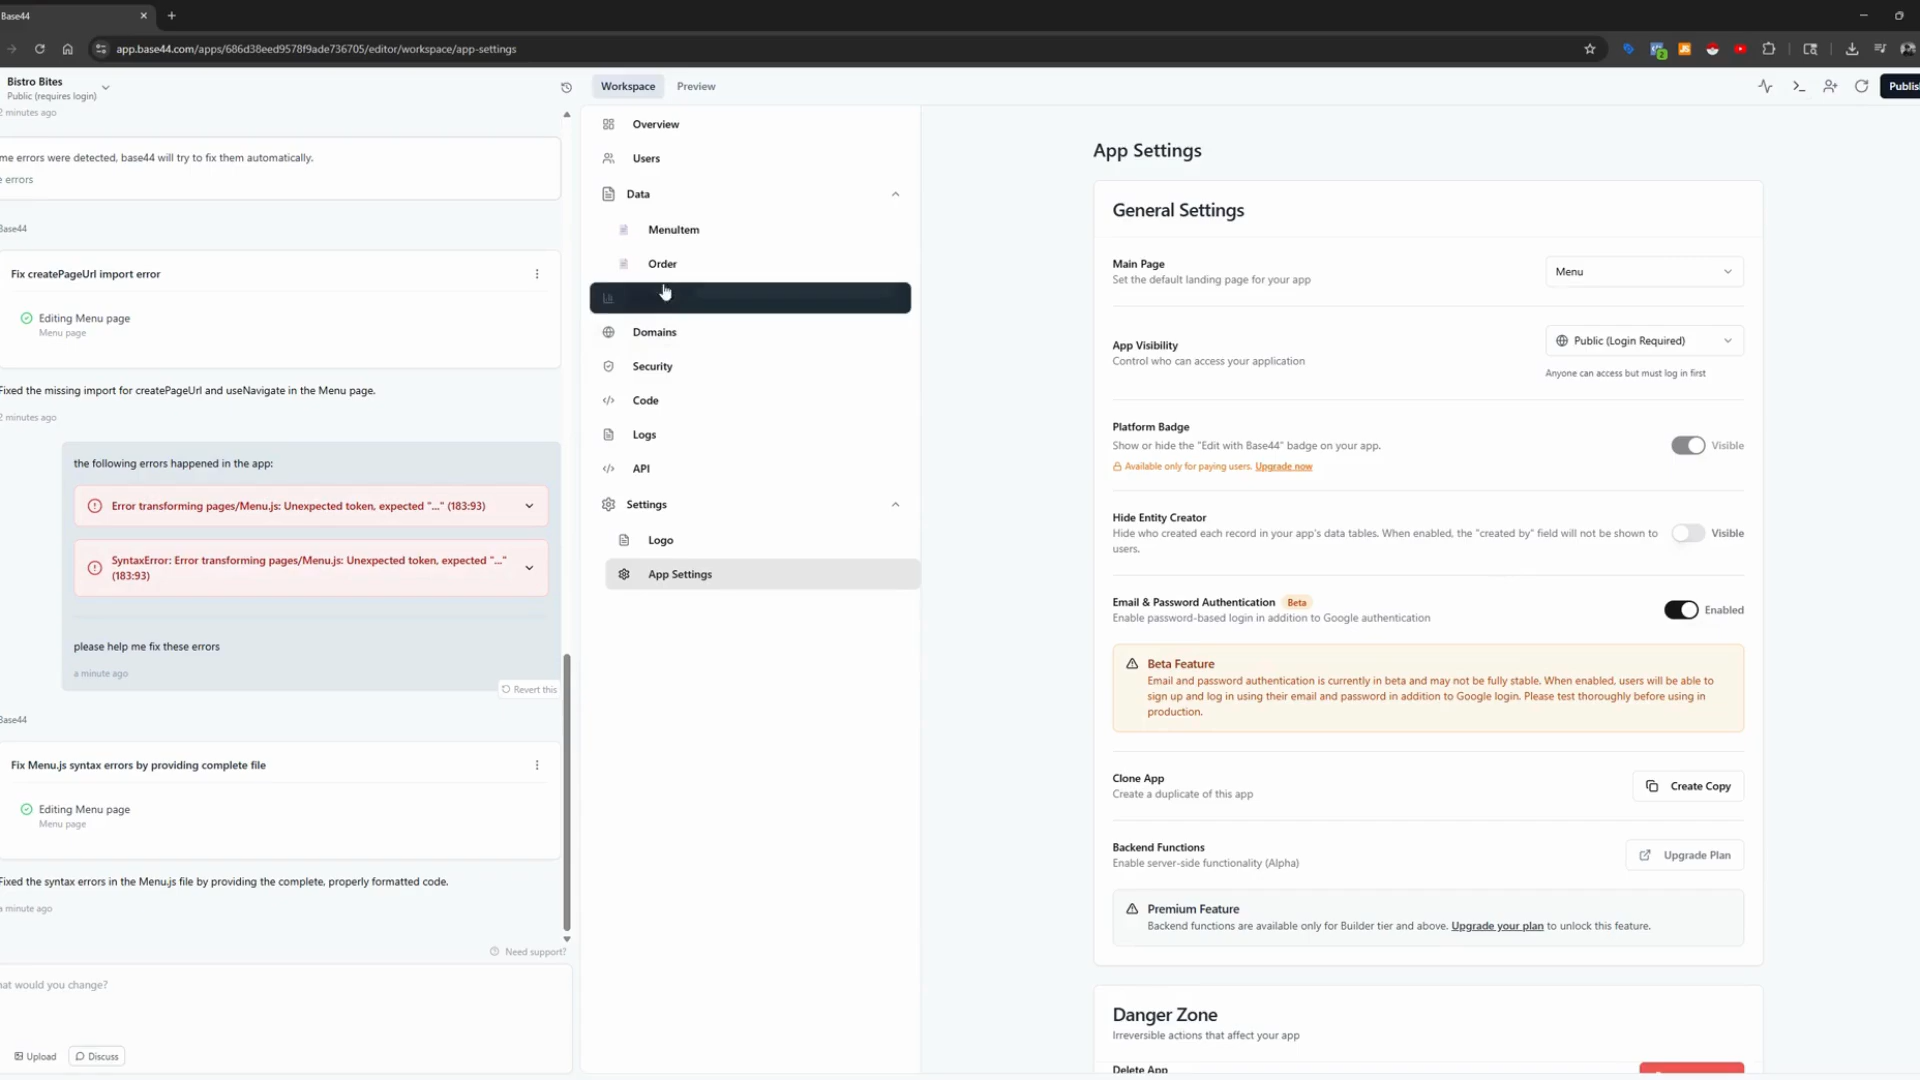 Base44
app.base44.com/apps/686d38eed9578f9ade736705/editor/workspace/app-settings
2
Bistro Bites
Public (requires login)
2 minutes ago
me errors were detected, base44 will try to fix them automatically.
errors
Base44
Fix createPageUrl import error
Editing Menu page
Menu page
Fixed the missing import for createPageUrl and useNavigate in the Menu page.
2 minutes ago
the following errors happened in the app:
Error transforming pages/Menu.js: Unexpected token, expected "..." (183:93)
SyntaxError: Error transforming pages/Menu.js: Unexpected token, expected "..."
(183:93)
please help me fix these errors
a minute ago
Revert this
Base44
Fix Menu.js syntax errors by providing complete file
Editing Menu page
Menu page
Fixed the syntax errors in the Menu.js file by providing the complete, properly formatted code.
a minute ago
Need support?
hat would you change?
Upload
Discuss
Workspace
Preview
Publish
Overview
Users
Data
MenuItem
Order
Domains
Security
Code
Logs
API
Settings
Logo
App Settings
App Settings
General Settings
Main Page
Set the default landing page for your app
Menu
App Visibility
Control who can access your application
Public (Login Required)
Anyone can access but must log in first
Platform Badge
Show or hide the "Edit with Base44" badge on your app.
Available only for paying users. Upgrade now
Visible
Hide Entity Creator
Hide who created each record in your app's data tables. When enabled, the "created by" field will not be shown to
users.
Visible
Email & Password Authentication Beta
Enable password-based login in addition to Google authentication
Enabled
Beta Feature
Email and password authentication is currently in beta and may not be fully stable. When enabled, users will be able to
sign up and log in using their email and password in addition to Google login. Please test thoroughly before using in
production.
Clone App
Create a duplicate of this app
Create Copy
Backend Functions
Enable server-side functionality (Alpha)
Upgrade Plan
Premium Feature
Backend functions are available only for Builder tier and above. Upgrade your plan to unlock this feature.
Danger Zone
Irreversible actions that affect your app
Delete App